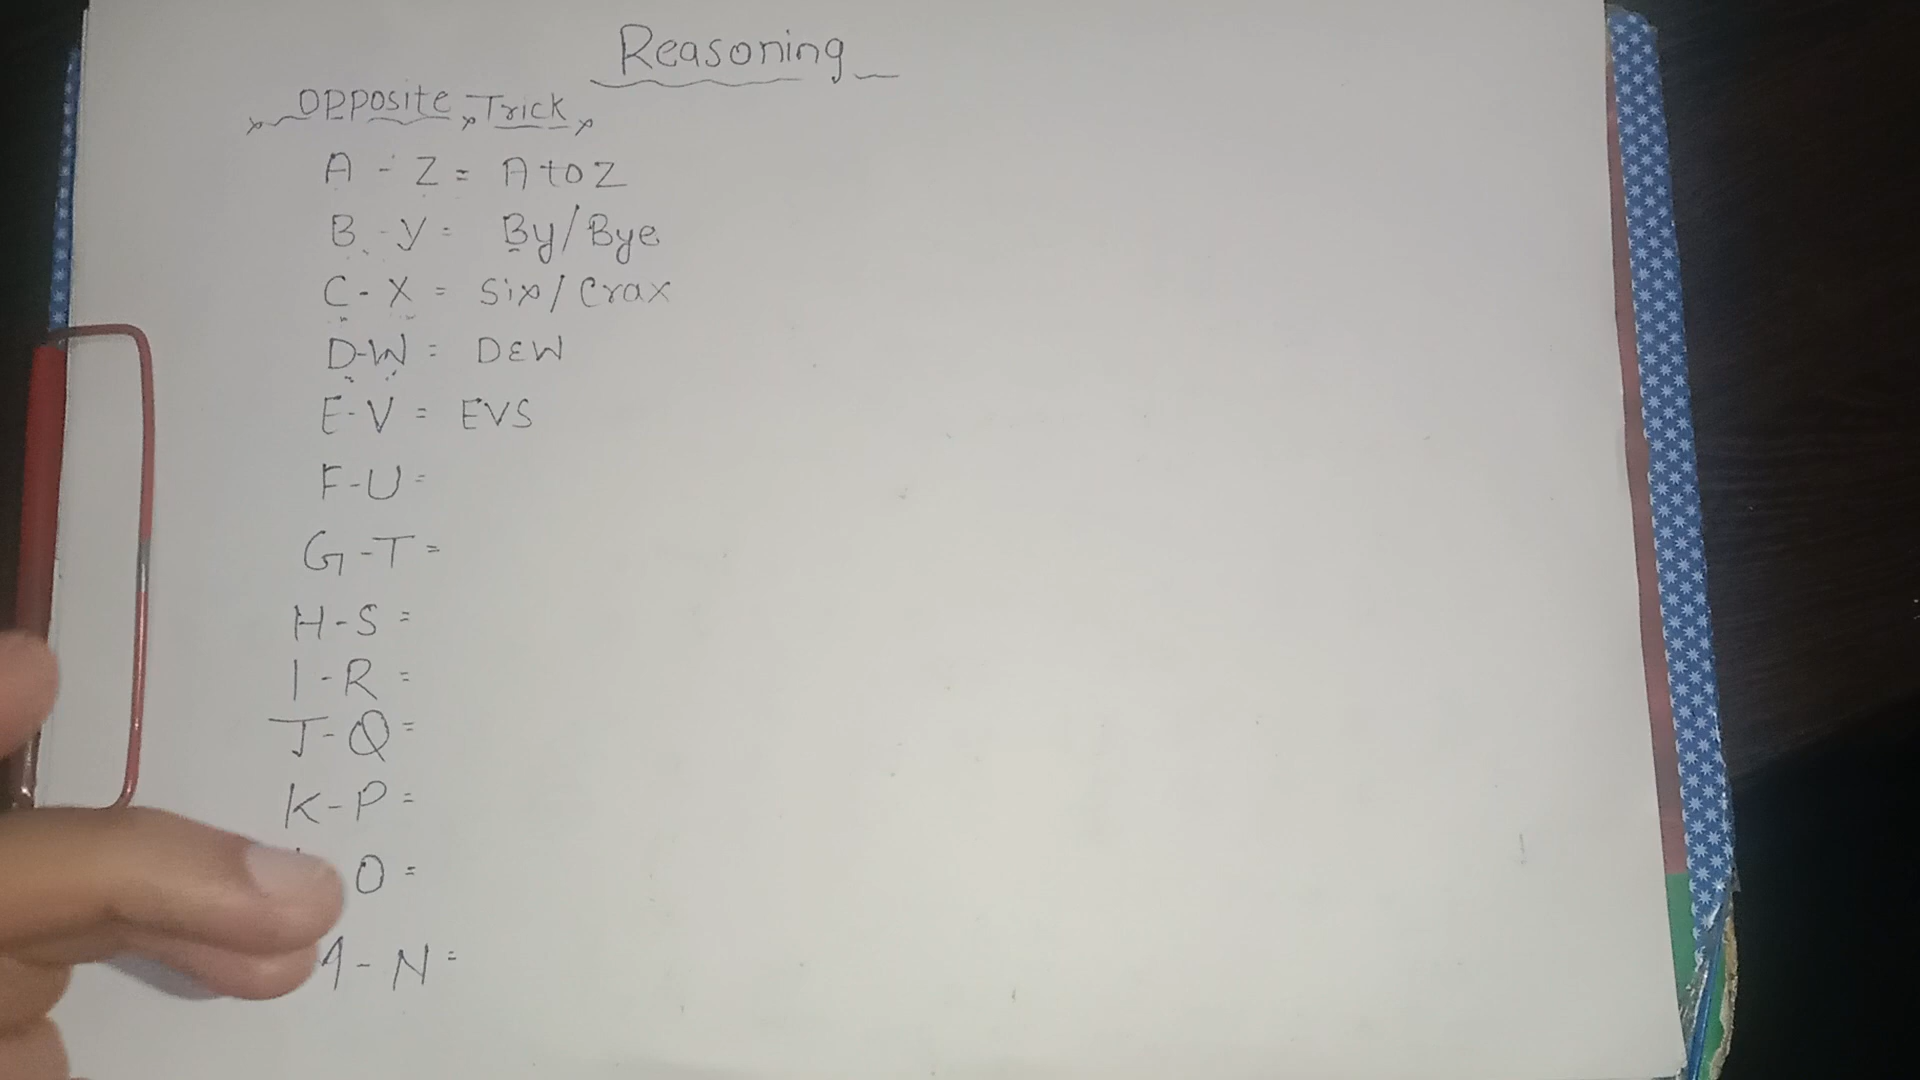 Reasoning
Opposite Trick
A - Z = A to Z
B - Y = By/Bye
C - X = Six/Crax
D-W = DEW
E-V = EVS
F-U =
G-T =
H-S =
I-R =
J-Q =
K-P =
O =
- N =